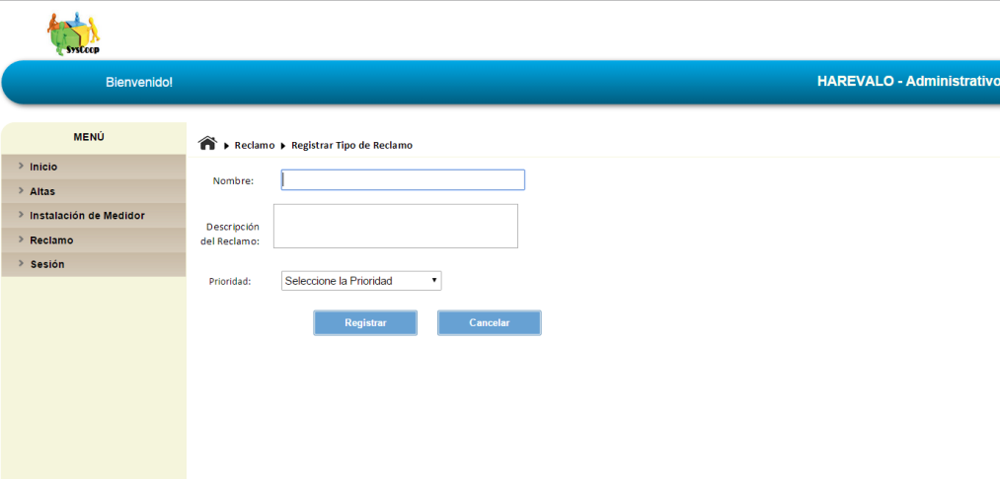 SysCoop
Bienvenido!
HAREVALO - Administrativo
MENÚ
Inicio
Altas
Instalación de Medidor
Reclamo
Sesión
Reclamo Registrar Tipo de Reclamo
Nombre:
Descripción
del Reclamo:
Prioridad:
Seleccione la Prioridad
Registrar
Cancelar